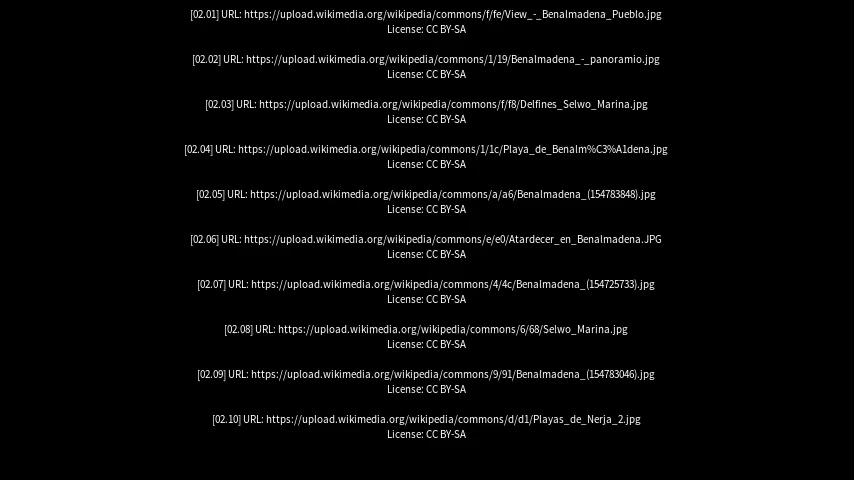 [02.01] URL: https://upload.wikimedia.org/wikipedia/commons/f/fe/View_-_Benalmadena_Pueblo.jpg
License: CC BY-SA
[02.02] URL: https://upload.wikimedia.org/wikipedia/commons/1/19/Benalmadena_-_panoramio.jpg
License: CC BY-SA
[02.03] URL: https://upload.wikimedia.org/wikipedia/commons/f/f8/Delfines_Selwo_Marina.jpg
License: CC BY-SA
[02.04] URL: https://upload.wikimedia.org/wikipedia/commons/1/1c/Playa_de_Benalm%C3%A1dena.jpg
License: CC BY-SA
[02.05] URL: https://upload.wikimedia.org/wikipedia/commons/a/a6/Benalmadena_(154783848).jpg
License: CC BY-SA
[02.06] URL: https://upload.wikimedia.org/wikipedia/commons/e/e0/Atardecer_en_Benalmadena.JPG
License: CC BY-SA
[02.07] URL: https://upload.wikimedia.org/wikipedia/commons/4/4c/Benalmadena_(154725733).jpg
License: CC BY-SA
[02.08] URL: https://upload.wikimedia.org/wikipedia/commons/6/68/Selwo_Marina.jpg
License: CC BY-SA
[02.09] URL: https://upload.wikimedia.org/wikipedia/commons/9/91/Benalmadena_(154783046).jpg
License: CC BY-SA
[02.10] URL: https://upload.wikimedia.org/wikipedia/commons/d/d1/Playas_de_Nerja_2.jpg
License: CC BY-SA